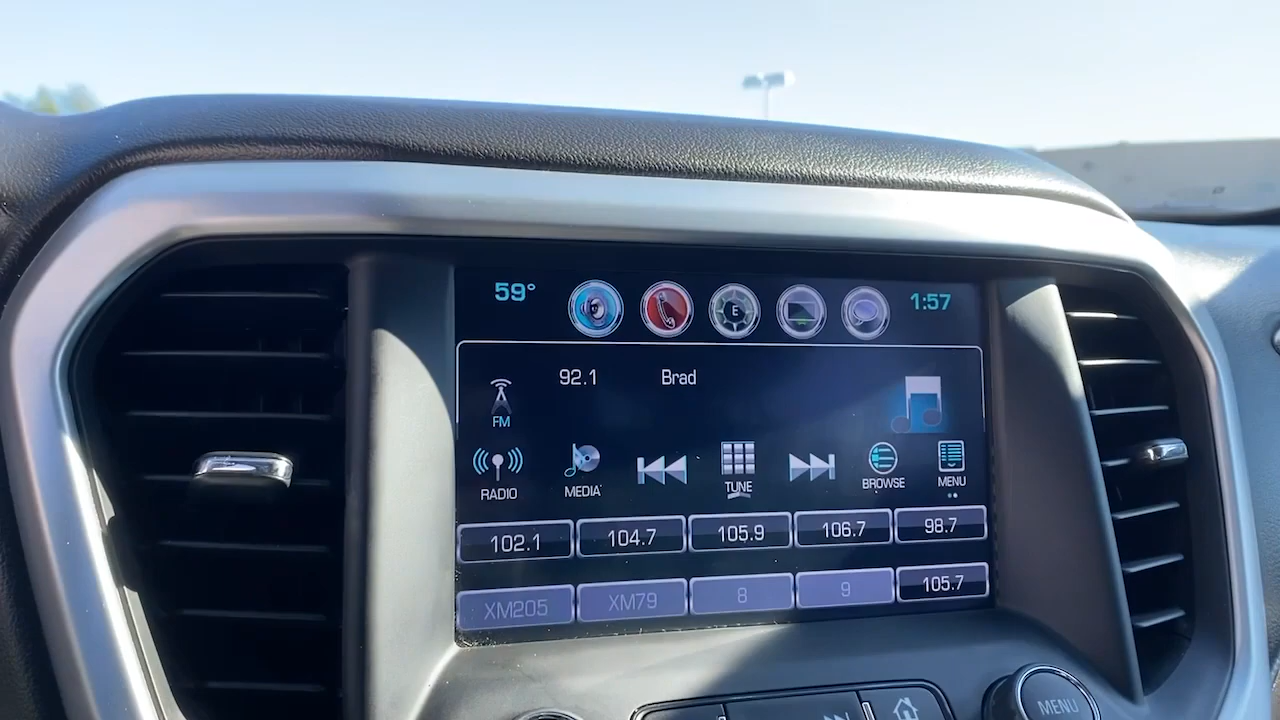 59° E 1:57
92.1 Brad
FM
RADIO MEDIA TUNE BROWSE MENU
102.1 104.7 105.9 106.7 98.7
XM205 XM79 8 9 105.7
MENU